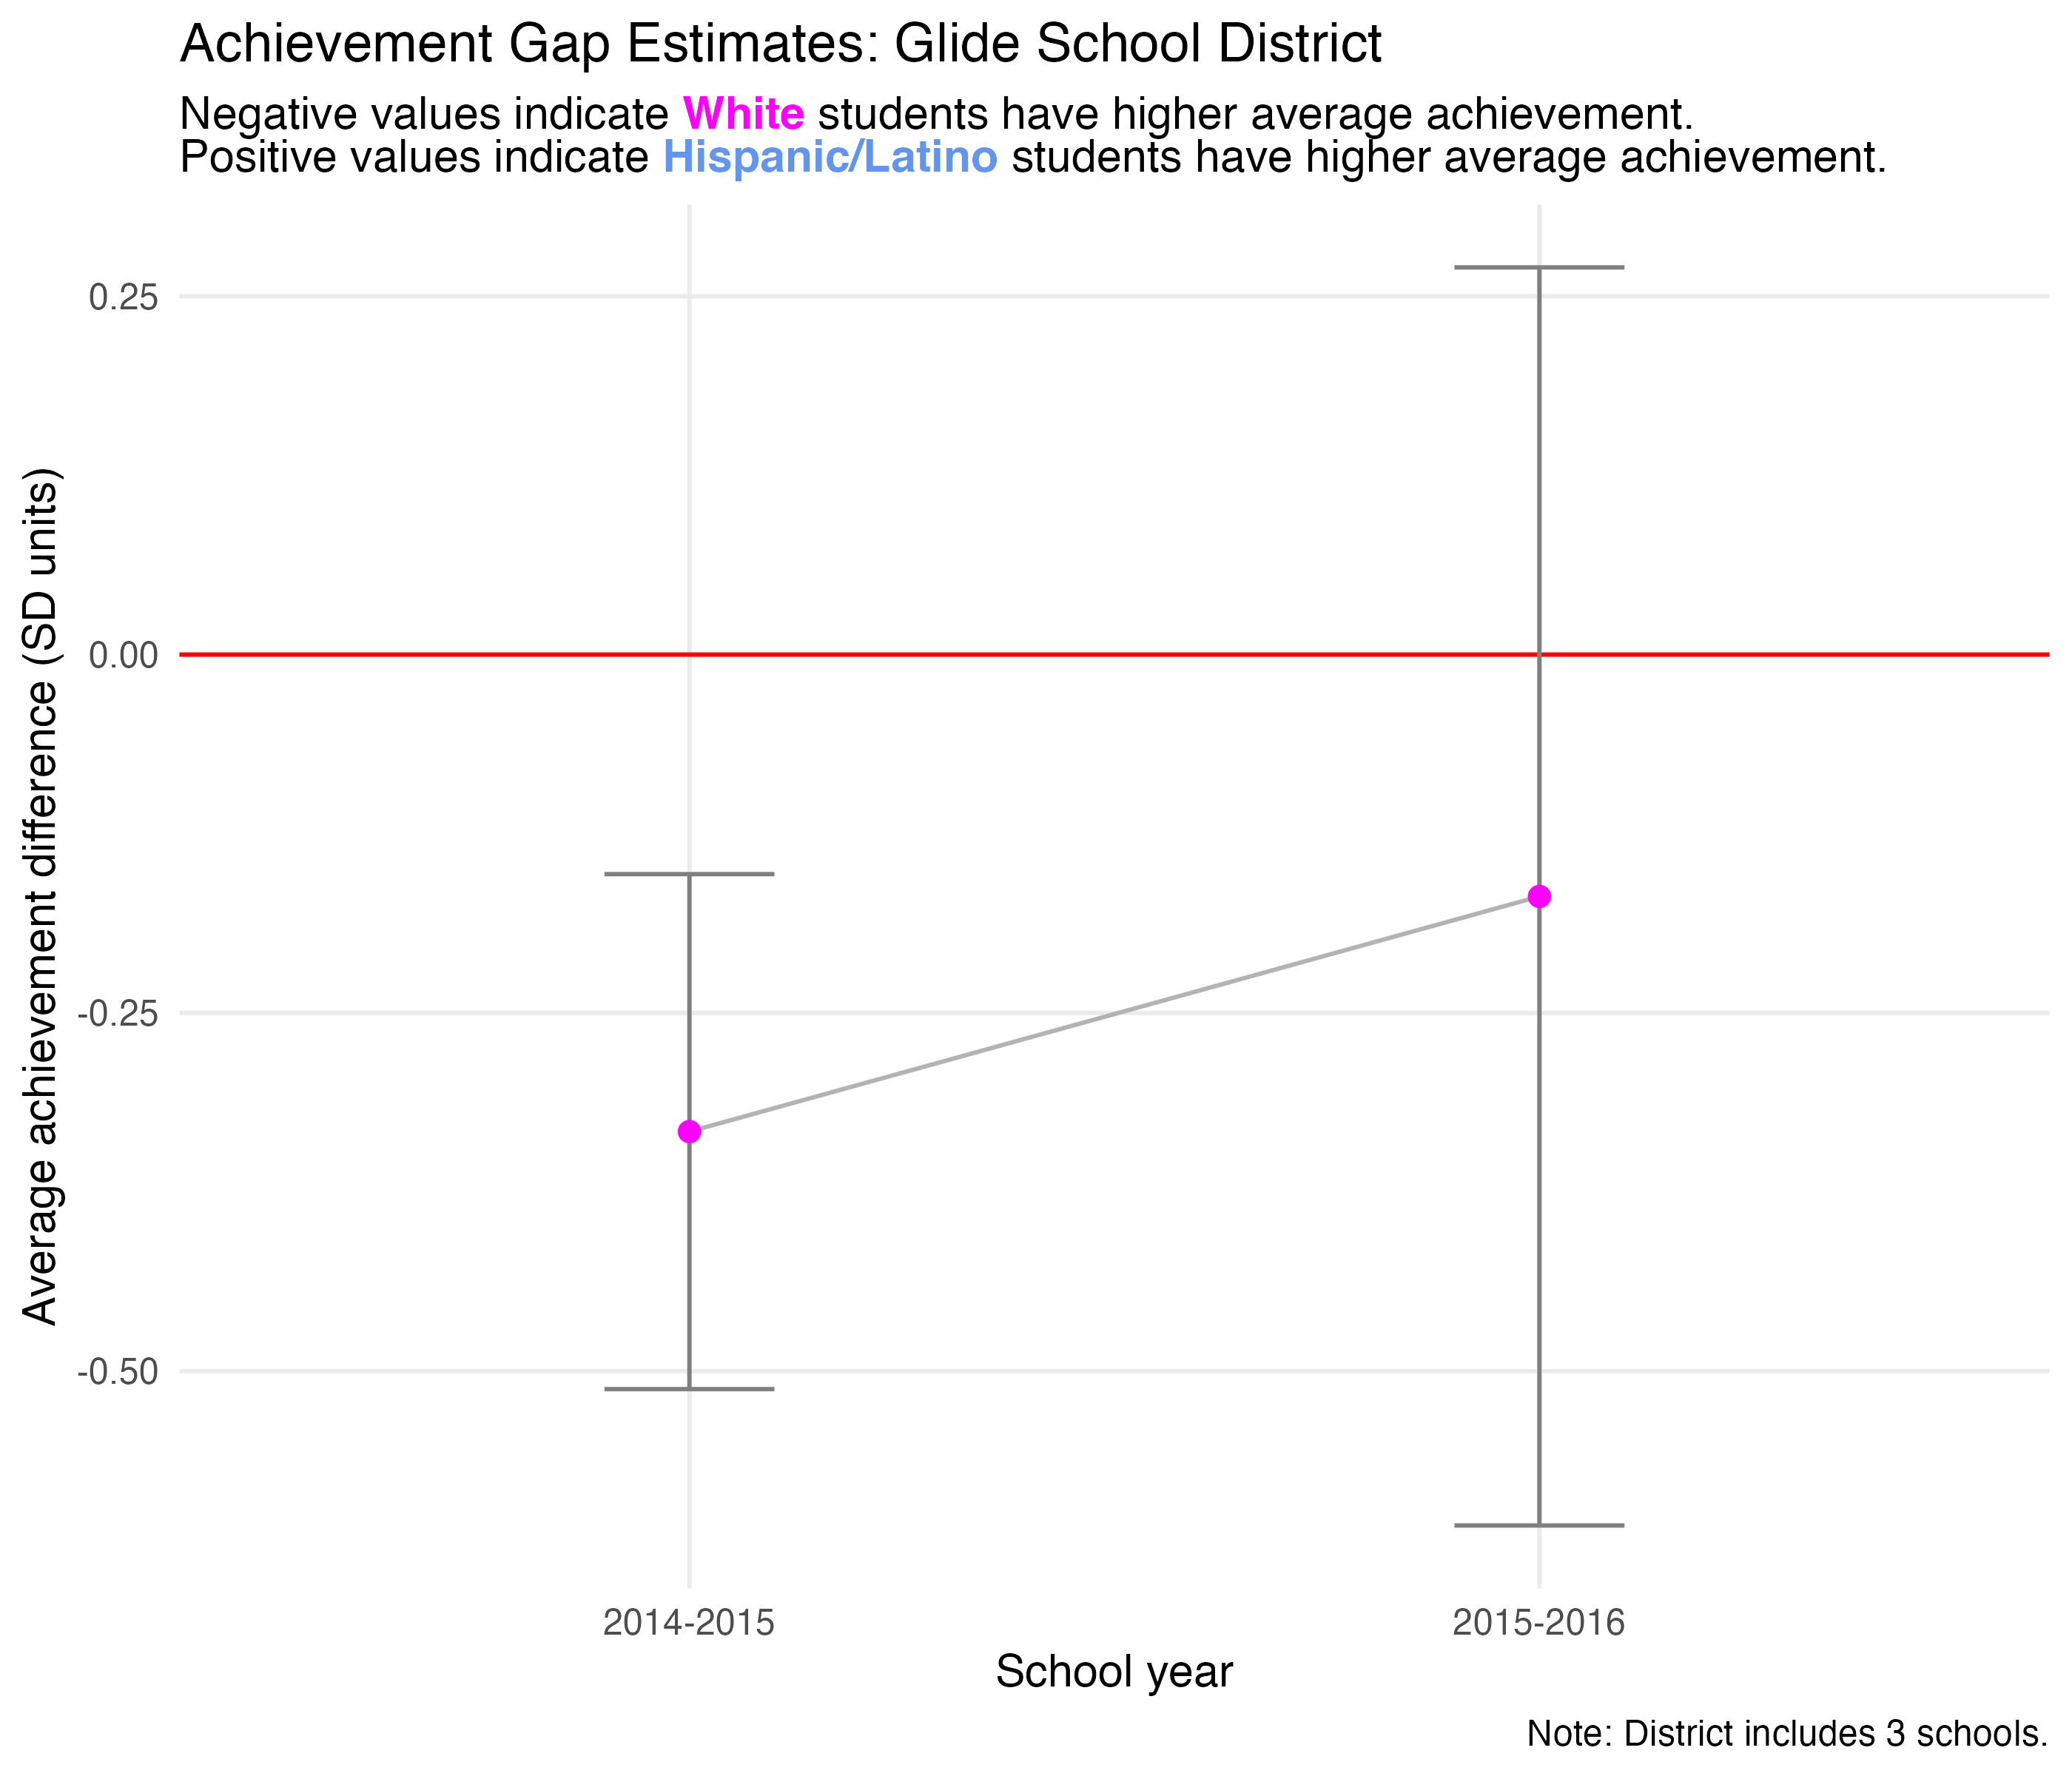 Achievement Gap Estimates: Glide School District
Negative values indicate White students have higher average achievement.
Positive values indicate Hispanic/Latino students have higher average achievement.
Average achievement difference (SD units)
0.25
0.00
-0.25
-0.50
2014-2015
2015-2016
School year
Note: District includes 3 schools.